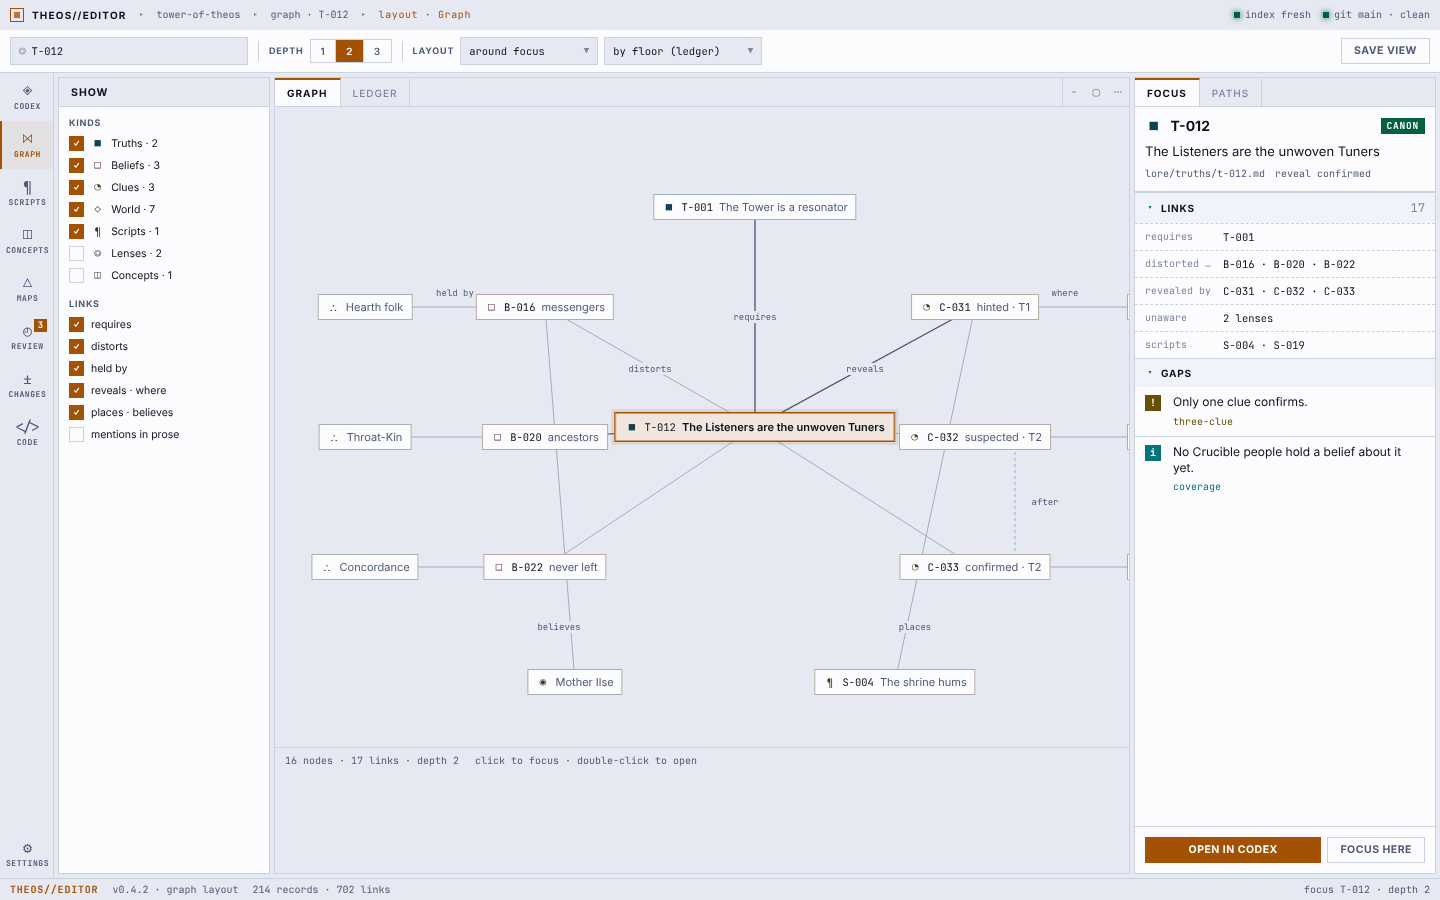 THEOS//EDITOR ▸ tower-of-theos ▸ graph · T-012 ▸ layout · Graph
index fresh git main · clean
T-012
DEPTH 1 2 3
LAYOUT around focus by floor (ledger)
SAVE VIEW
CODEX
GRAPH
SCRIPTS
CONCEPTS
MAPS
3
REVIEW
CHANGES
CODE
SETTINGS
SHOW
KINDS
Truths · 2
Beliefs · 3
Clues · 3
World · 7
Scripts · 1
Lenses · 2
Concepts · 1
LINKS
requires
distorts
held by
reveals · where
places · believes
mentions in prose
GRAPH LEDGER
T-001 The Tower is a resonator
Hearth folk
held by
B-016 messengers
C-031 hinted · T1
where
requires
distorts
reveals
Throat-Kin
B-020 ancestors
T-012 The Listeners are the unwoven Tuners
C-032 suspected · T2
after
Concordance
B-022 never left
C-033 confirmed · T2
believes
places
Mother Ilse
S-004 The shrine hums
16 nodes · 17 links · depth 2 click to focus · double-click to open
FOCUS PATHS
T-012 CANON
The Listeners are the unwoven Tuners
lore/truths/t-012.md reveal confirmed
LINKS 17
requires T-001
distorted … B-016 · B-020 · B-022
revealed by C-031 · C-032 · C-033
unaware 2 lenses
scripts S-004 · S-019
GAPS
! Only one clue confirms.
three-clue
i No Crucible people hold a belief about it
yet.
coverage
OPEN IN CODEX FOCUS HERE
THEOS//EDITOR v0.4.2 · graph layout 214 records · 702 links
focus T-012 · depth 2